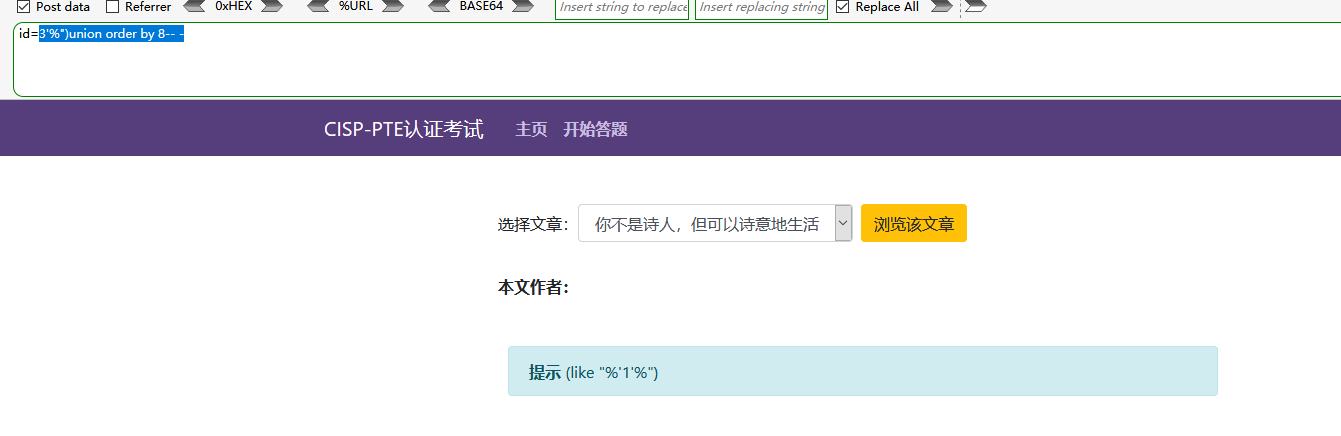 Post data Referrer 0xHEX %URL BASE64 Insert string to replace Insert replacing string Replace All
id=3'%")union order by 8-- -
CISP-PTE认证考试 主页 开始答题
选择文章： 你不是诗人，但可以诗意地生活 浏览该文章
本文作者：
提示 (like "%'1'%")